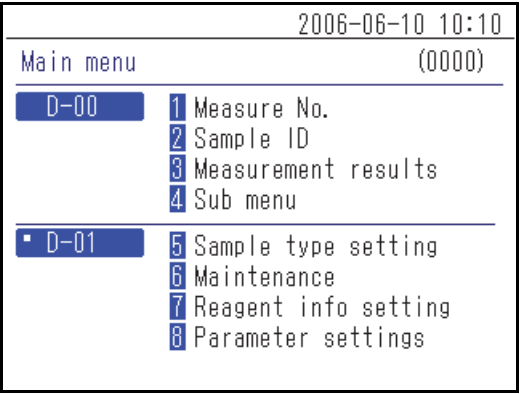 2006-06-10 10:10
Main menu (0000)
D-00 1 Measure No.
2 Sample ID
3 Measurement results
4 Sub menu
D-01 5 Sample type setting
6 Maintenance
7 Reagent info setting
8 Parameter settings